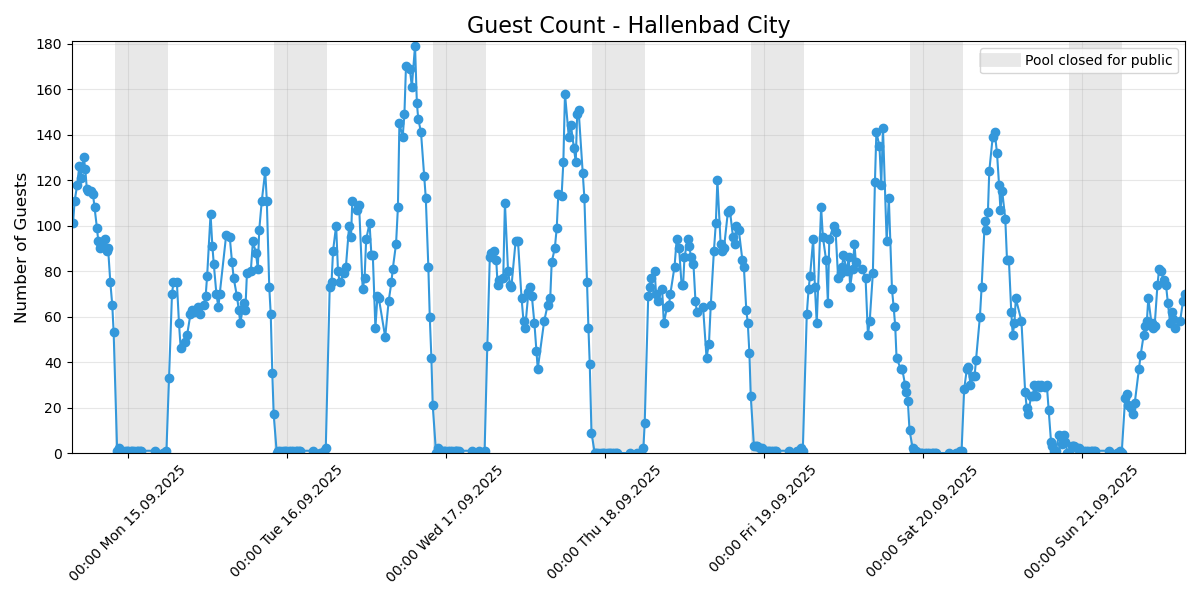 Guest Count - Hallenbad City
Pool closed for public
Number of Guests
180
160
140
120
100
80
60
40
20
0
00:00 Mon 15.09.2025
00:00 Tue 16.09.2025
00:00 Wed 17.09.2025
00:00 Thu 18.09.2025
00:00 Fri 19.09.2025
00:00 Sat 20.09.2025
00:00 Sun 21.09.2025